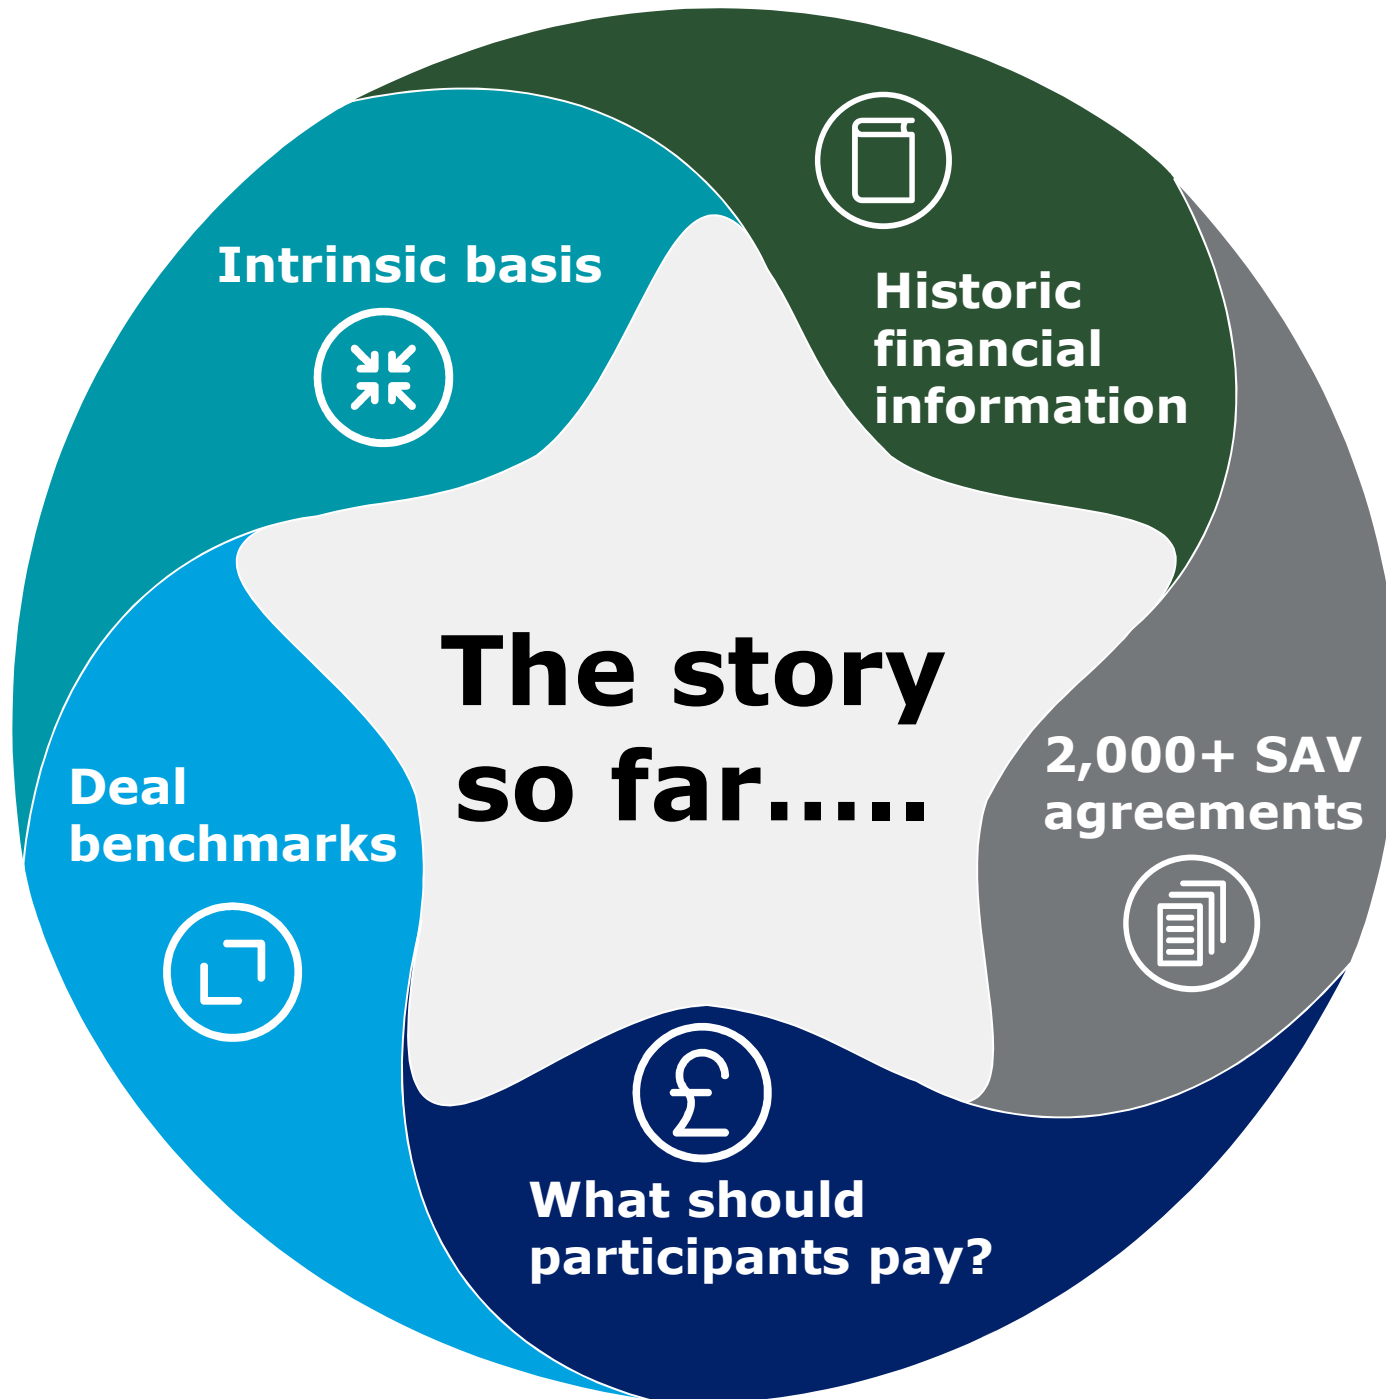 Intrinsic basis
Historic
financial
information
The story
so far.....
2,000+ SAV
agreements
Deal
benchmarks
£
What should
participants pay?